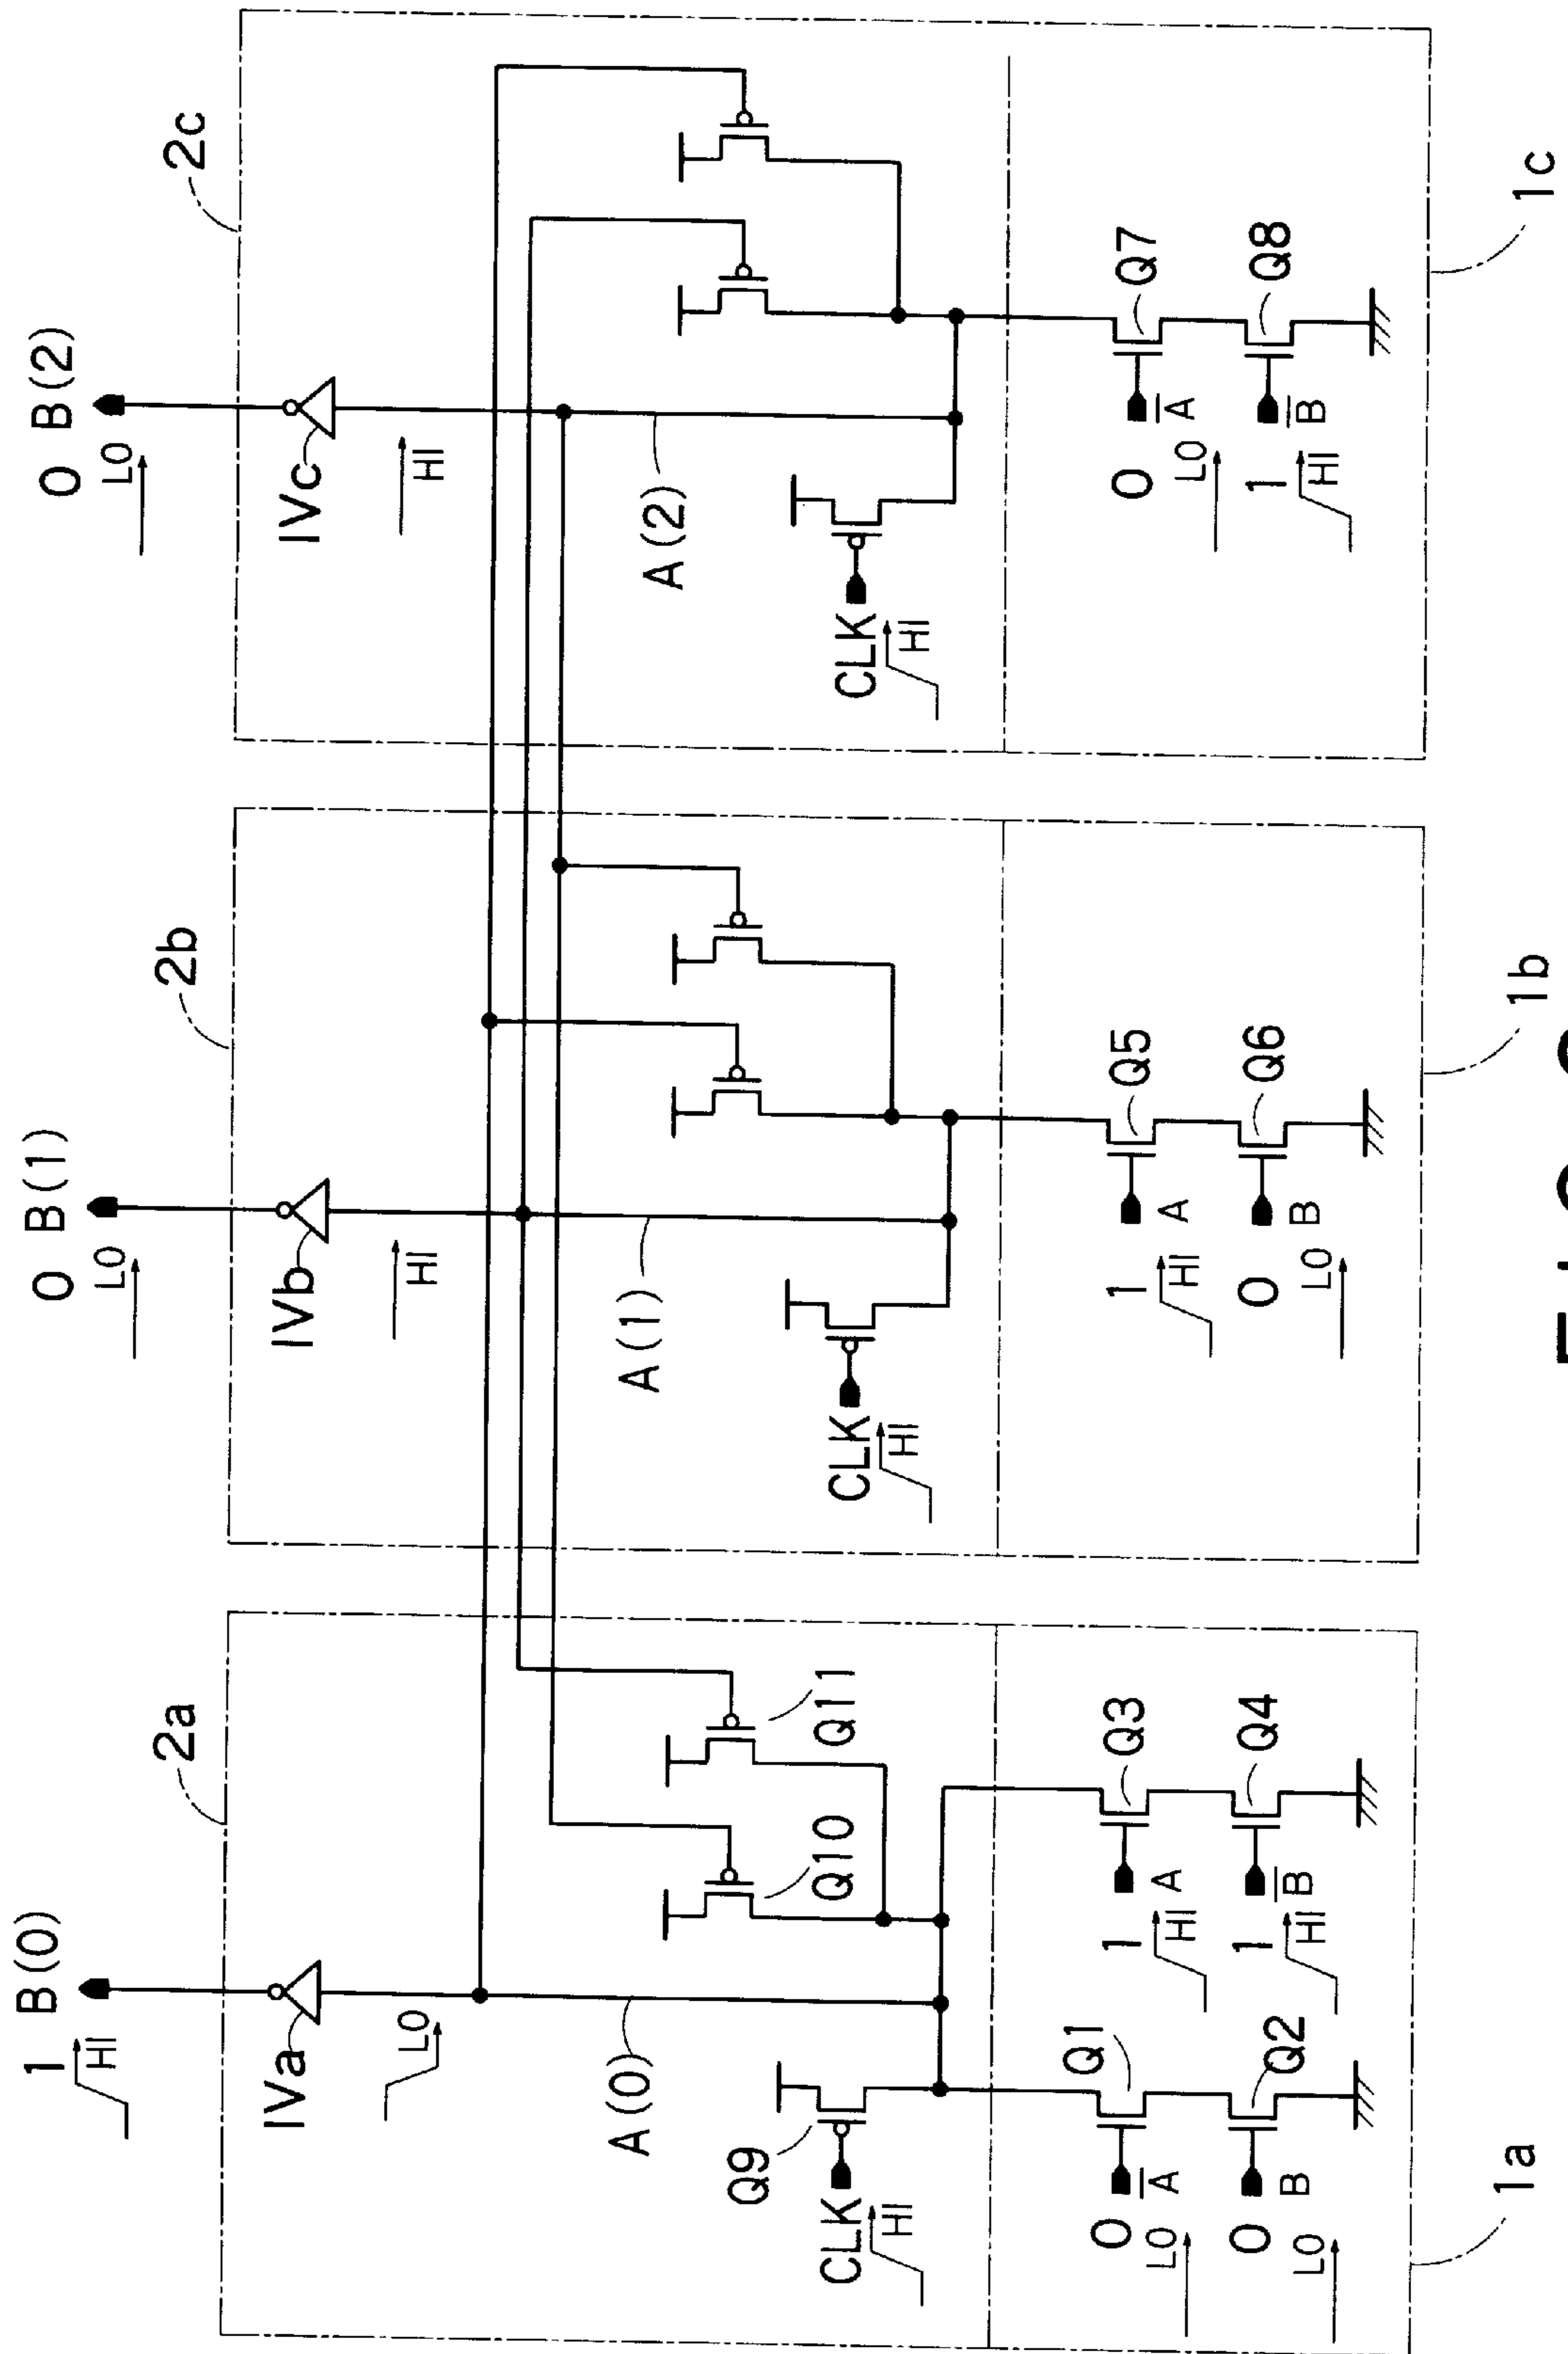 1 B(0)
HI
2a
IVa
LO
A(0)
Q9
CLK
HI
Q10
Q11
0 A̅
LO
Q1
0 B
LO
Q2
1 A
HI
Q3
1 B̅
HI
Q4
1a
0 B(1)
LO
2b
IVb
HI
A(1)
CLK
HI
1 A
HI
Q5
0 B
LO
Q6
1b
0 B(2)
LO
2c
IVc
HI
A(2)
CLK
HI
0 A̅
LO
Q7
1 B̅
HI
Q8
1c